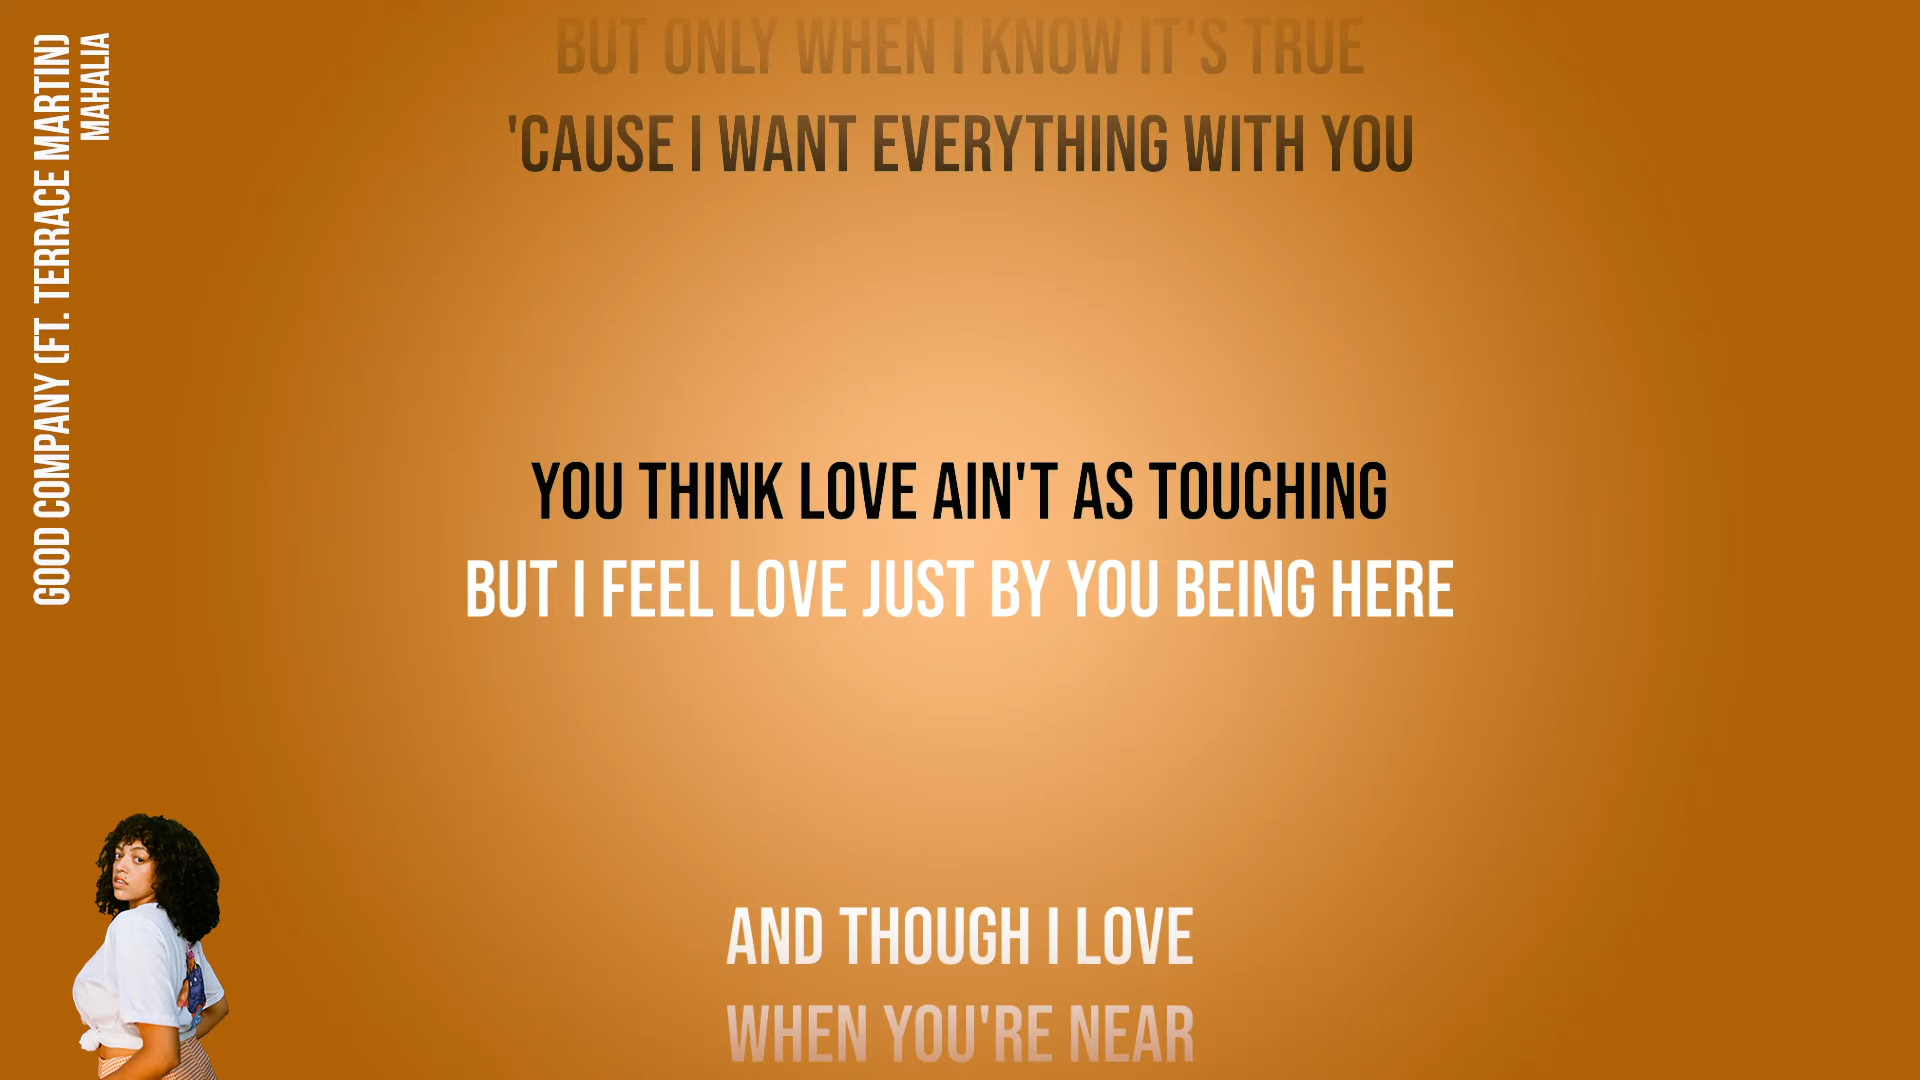 GOOD COMPANY (FT. TERRACE MARTIN)
MAHALIA
BUT ONLY WHEN I KNOW IT'S TRUE
'CAUSE I WANT EVERYTHING WITH YOU
YOU THINK LOVE AIN'T AS TOUCHING
BUT I FEEL LOVE JUST BY YOU BEING HERE
AND THOUGH I LOVE
WHEN YOU'RE NEAR